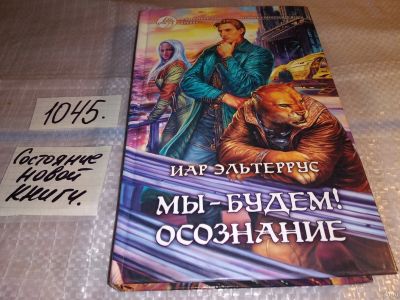 1045.
Состояние
новой
книги.
ИАР ЭЛЬТЕРРУС
МЫ-БУДЕМ!
ОСОЗНАНИЕ